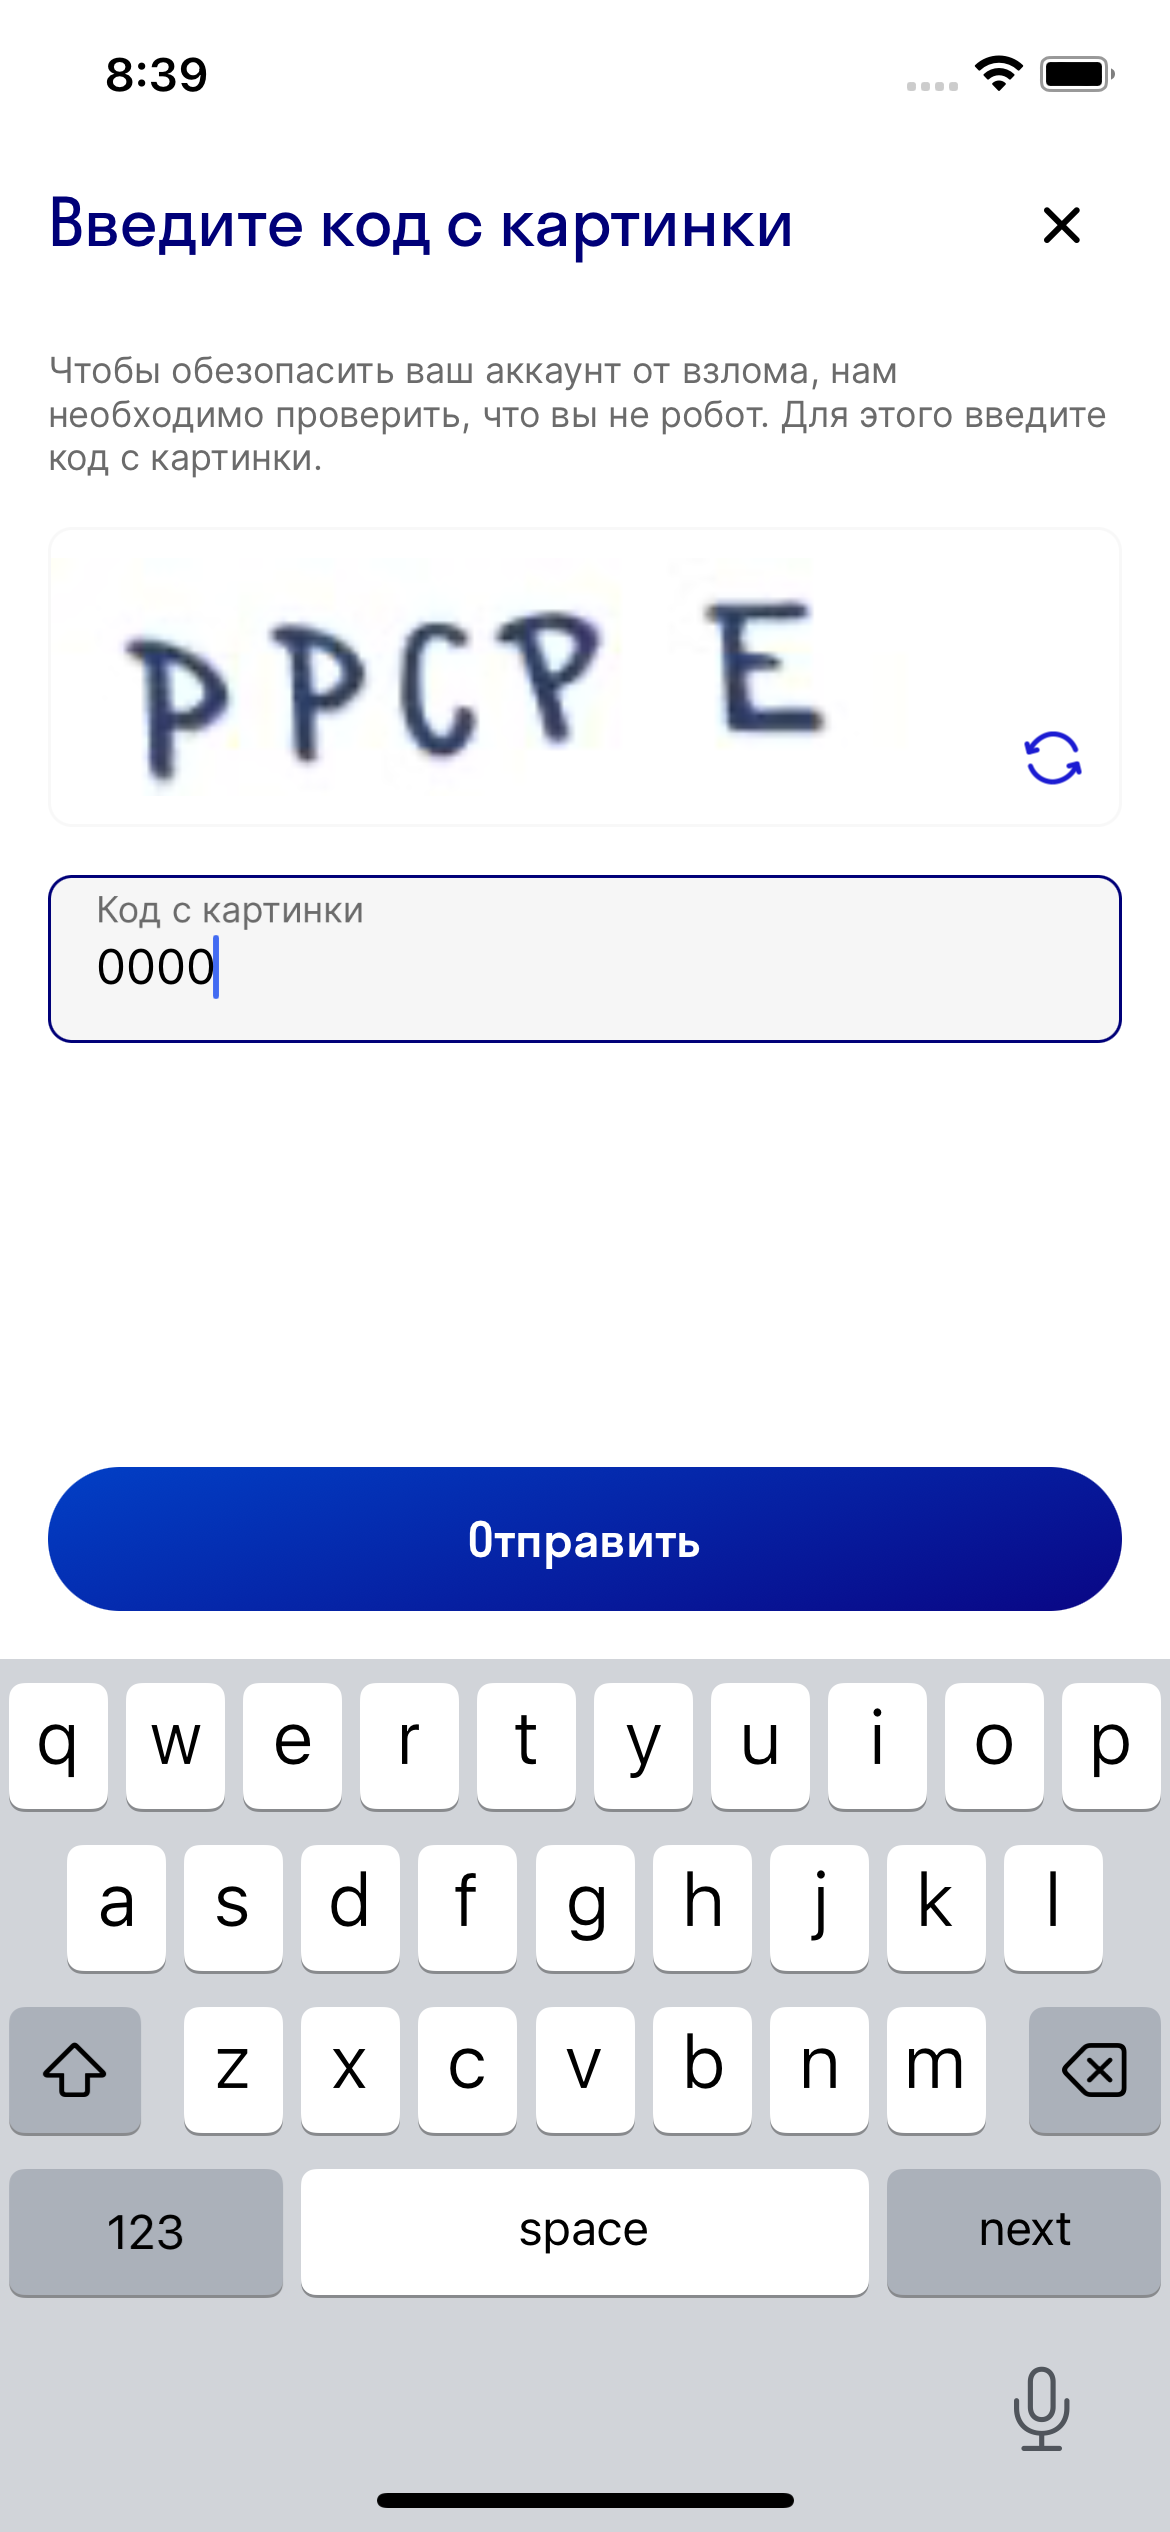 8:39
Введите код с картинки
Чтобы обезопасить ваш аккаунт от взлома, нам
необходимо проверить, что вы не робот. Для этого введите
код с картинки.
PPCP E
Код с картинки
0000
Отправить
q w e r t y u i o p
a s d f g h j k l
z x c v b n m
123 space next